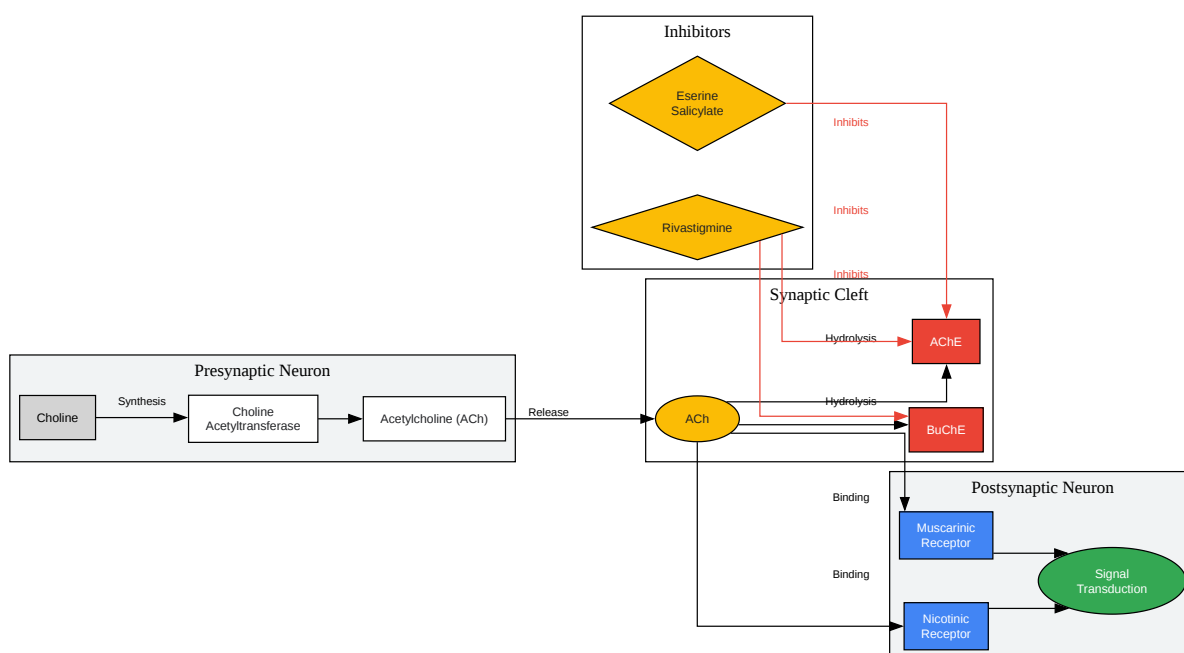 Inhibitors
Eserine
Salicylate
Inhibits
Rivastigmine
Inhibits
Inhibits
Synaptic Cleft
Hydrolysis
AChE
Presynaptic Neuron
Choline
Synthesis
Choline
Acetyltransferase
Acetylcholine (ACh)
Release
ACh
Hydrolysis
BuChE
Postsynaptic Neuron
Binding
Muscarinic
Receptor
Binding
Signal
Transduction
Nicotinic
Receptor